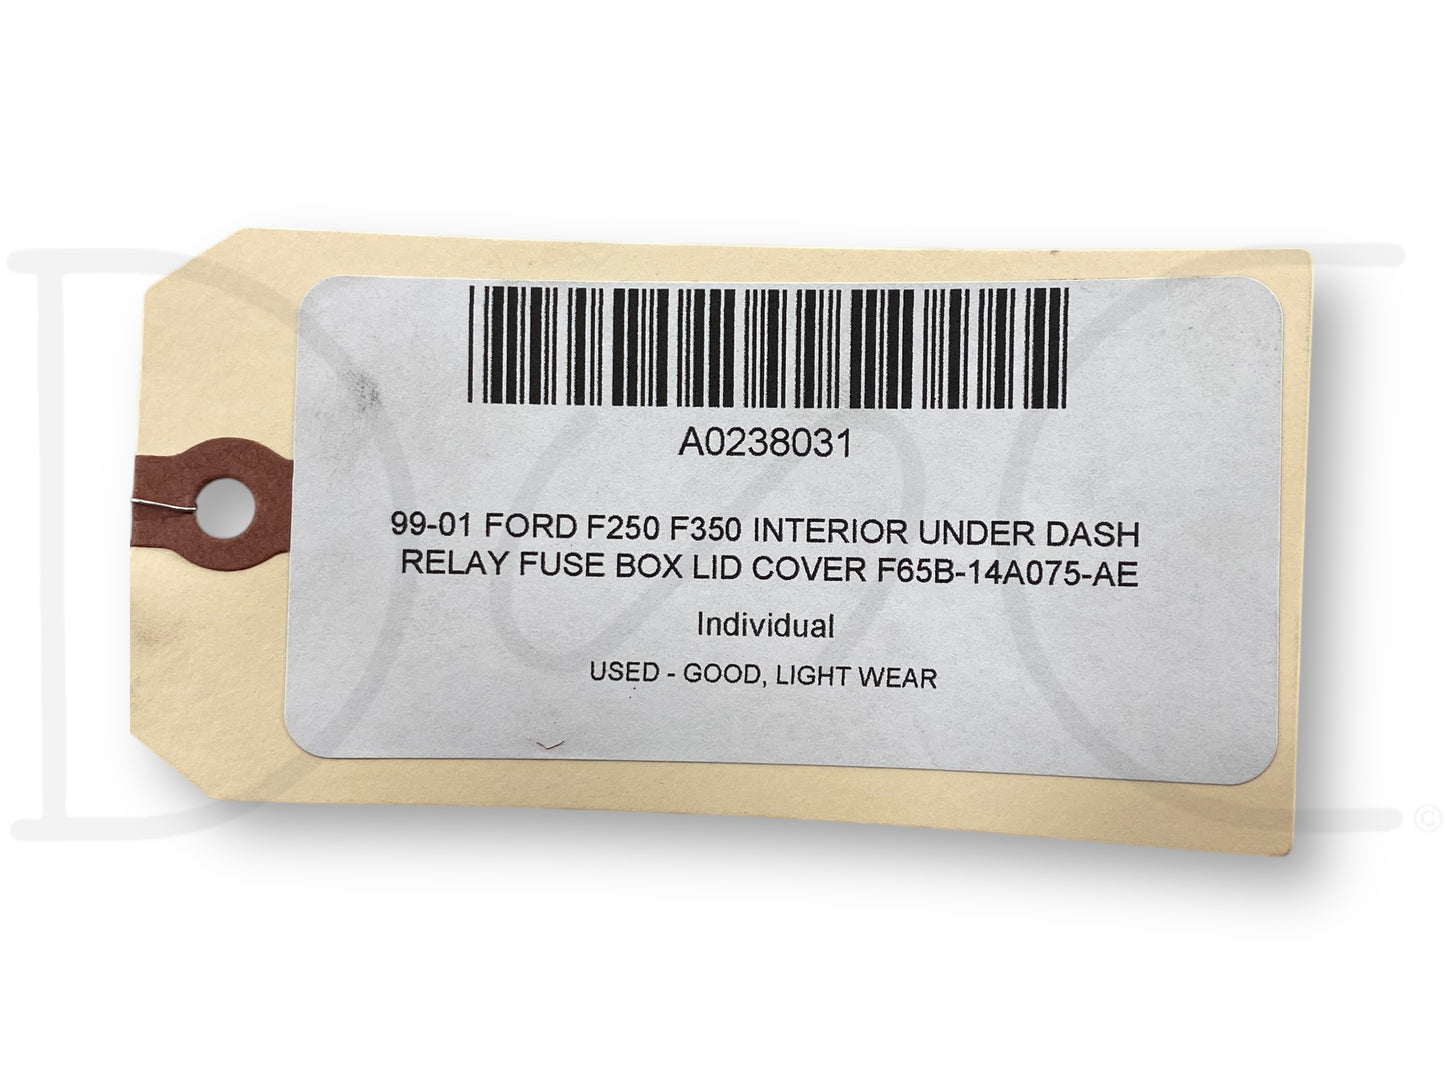 A0238031
99-01 FORD F250 F350 INTERIOR UNDER DASH
RELAY FUSE BOX LID COVER F65B-14A075-AE
Individual
USED - GOOD, LIGHT WEAR
©